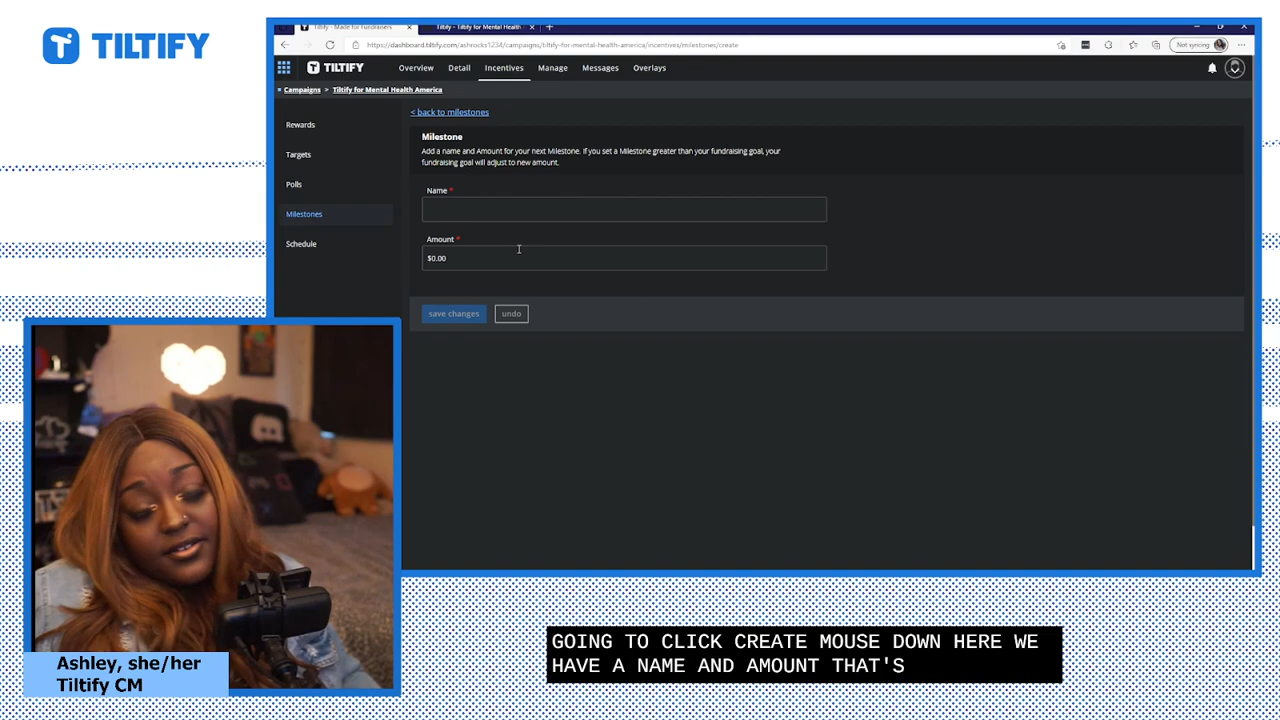 TILTIFY
Tiltify - Made for Fundraisers
Tiltify - Tiltify for Mental Health
https://dashboard.tiltify.com/ashrocks1234/campaigns/tiltify-for-mental-health-america/incentives/milestones/create
Not syncing
TILTIFY
Overview
Detail
Incentives
Manage
Messages
Overlays
Campaigns > Tiltify for Mental Health America
Rewards
Targets
Polls
Milestones
Schedule
< back to milestones
Milestone
Add a name and Amount for your next Milestone. If you set a Milestone greater than your fundraising goal, your
fundraising goal will adjust to new amount.
Name *
Amount *
$0.00
save changes
undo
Ashley, she/her
Tiltify CM
GOING TO CLICK CREATE MOUSE DOWN HERE WE
HAVE A NAME AND AMOUNT THAT'S